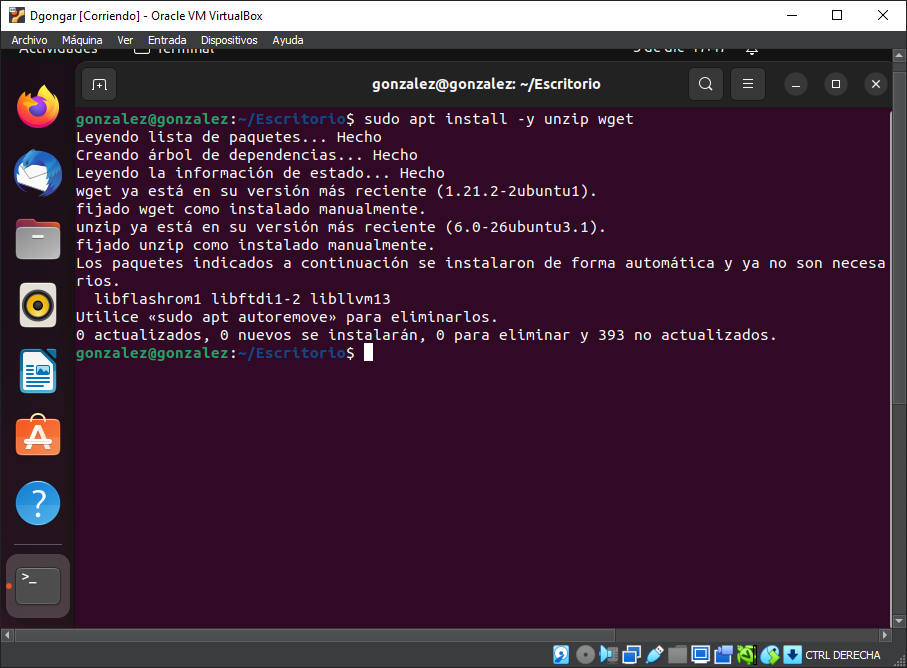 Dgongar [Corriendo] - Oracle VM VirtualBox
Archivo Máquina Ver Entrada Dispositivos Ayuda
Actividades Terminal 5 de dic 17:47
gonzalez@gonzalez: ~/Escritorio
gonzalez@gonzalez:~/Escritorio$ sudo apt install -y unzip wget
Leyendo lista de paquetes... Hecho
Creando árbol de dependencias... Hecho
Leyendo la información de estado... Hecho
wget ya está en su versión más reciente (1.21.2-2ubuntu1).
fijado wget como instalado manualmente.
unzip ya está en su versión más reciente (6.0-26ubuntu3.1).
fijado unzip como instalado manualmente.
Los paquetes indicados a continuación se instalaron de forma automática y ya no son necesa
rios.
  libflashrom1 libftdi1-2 libllvm13
Utilice «sudo apt autoremove» para eliminarlos.
0 actualizados, 0 nuevos se instalarán, 0 para eliminar y 393 no actualizados.
gonzalez@gonzalez:~/Escritorio$
CTRL DERECHA